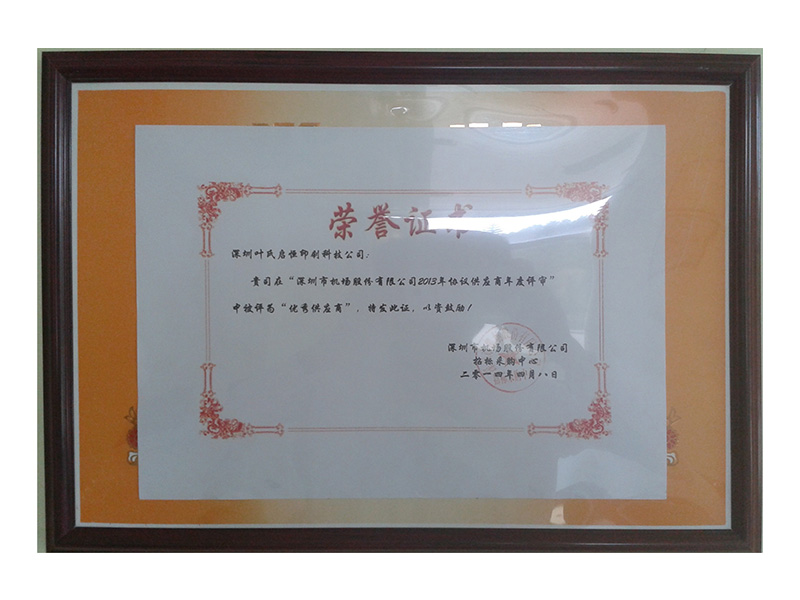 荣誉证书
深圳叶氏启恒印刷科技公司：
贵司在“深圳市机场股份有限公司2013年协议供应商年度评审”
中被评为“优秀供应商”，特发此证，以资鼓励！
深圳市机场股份有限公司
招标采购中心
二零一四年四月八日